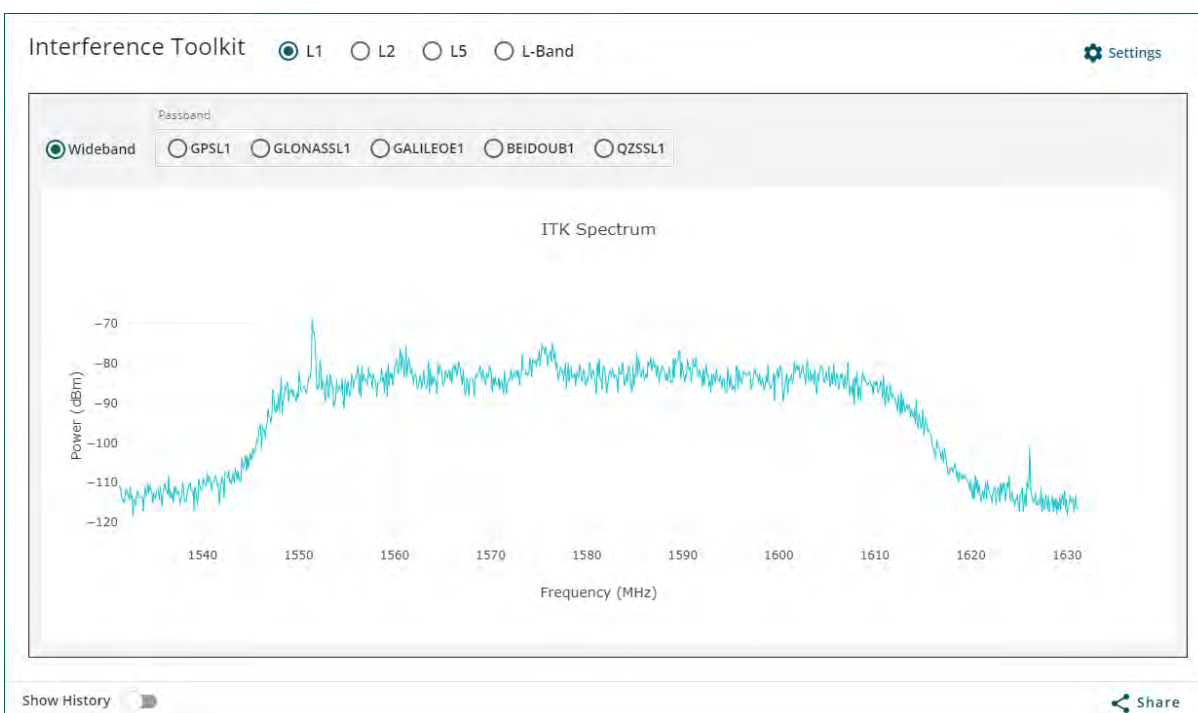 Interference Toolkit L1 L2 L5 L-Band Settings
Passband
Wideband GPSL1 GLONASSL1 GALILEOE1 BEIDOUB1 QZSSL1
ITK Spectrum
−70
−80
−90
−100
−110
−120
Power (dBm)
1540 1550 1560 1570 1580 1590 1600 1610 1620 1630
Frequency (MHz)
Show History Share